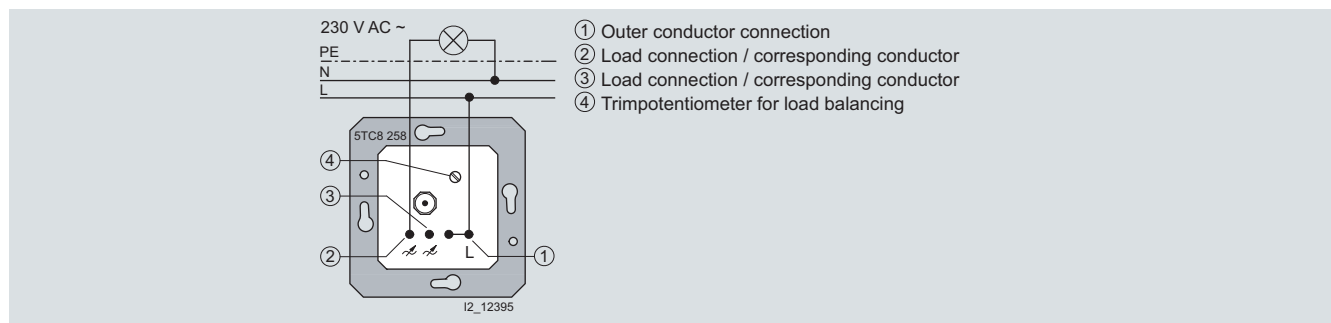 230 V AC ~
PE
N
L
5TC8 258
④
③
②
L
①
I2_12395
① Outer conductor connection
② Load connection / corresponding conductor
③ Load connection / corresponding conductor
④ Trimpotentiometer for load balancing